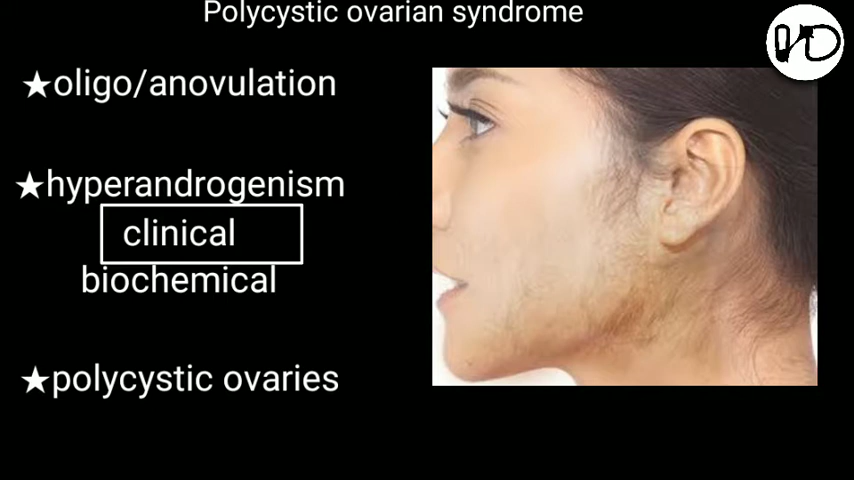 Polycystic ovarian syndrome
★oligo/anovulation
★hyperandrogenism
clinical
biochemical
★polycystic ovaries